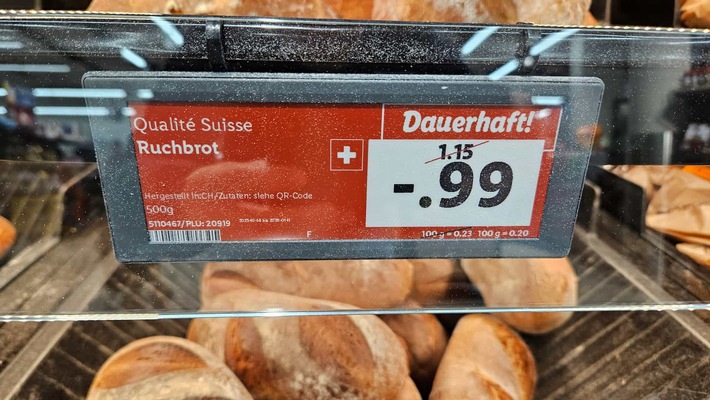 Qualité Suisse
Ruchbrot
Dauerhaft!
1.15
-.99
Hergestellt in:CH/Zutaten: siehe QR-Code
500g
5110467/PLU: 20919
F
100 g = 0.23 100 g = 0.20